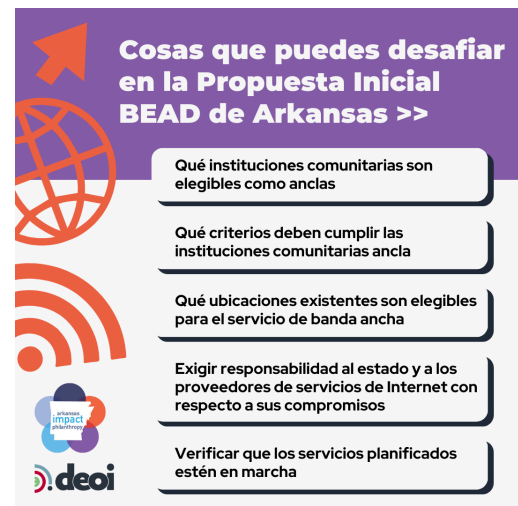 Cosas que puedes desafiar
en la Propuesta Inicial
BEAD de Arkansas >>
Qué instituciones comunitarias son
elegibles como anclas
Qué criterios deben cumplir las
instituciones comunitarias ancla
Qué ubicaciones existentes son elegibles
para el servicio de banda ancha
Exigir responsabilidad al estado y a los
proveedores de servicios de Internet con
respecto a sus compromisos
Verificar que los servicios planificados
estén en marcha
arkansas
impact
philanthropy
deoi